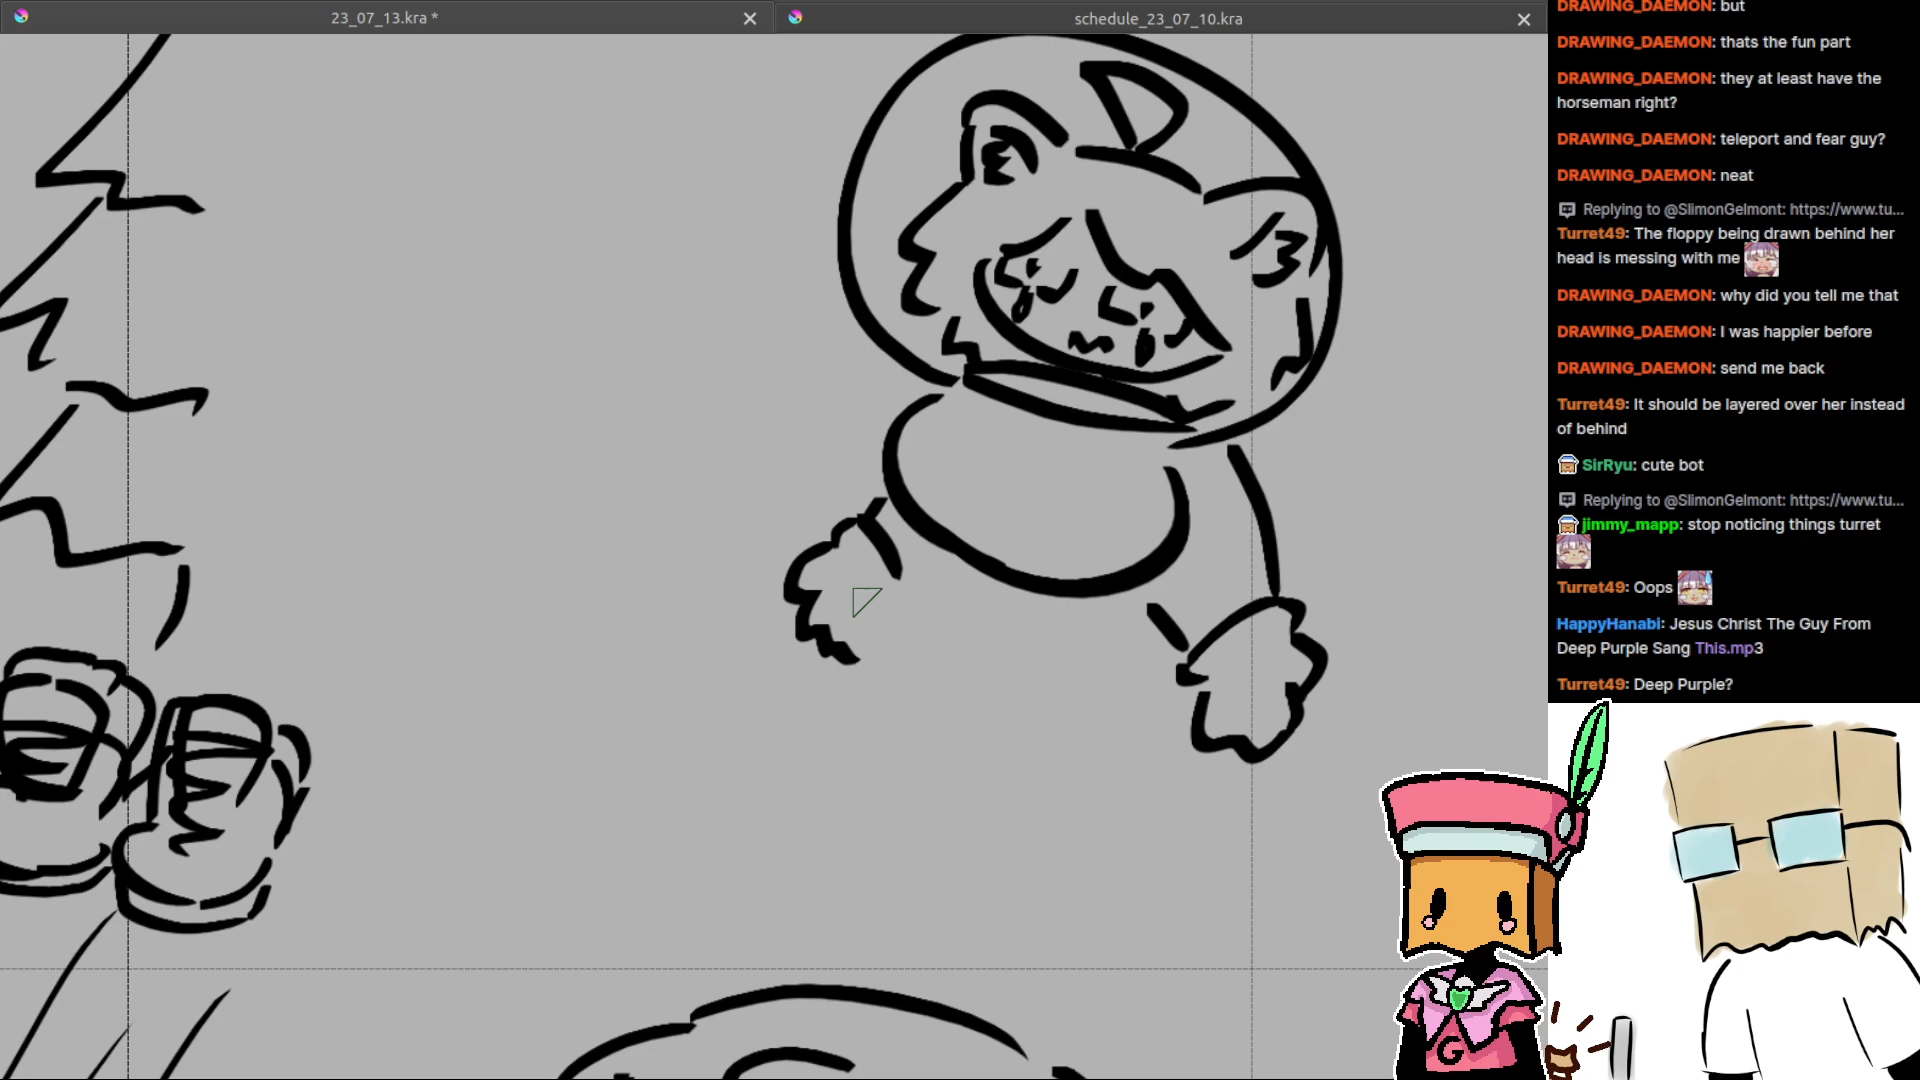 23_07_13.kra *
schedule_23_07_10.kra
DRAWING_DAEMON: but
DRAWING_DAEMON: thats the fun part
DRAWING_DAEMON: they at least have the
horseman right?
DRAWING_DAEMON: teleport and fear guy?
DRAWING_DAEMON: neat
Replying to @SlimonGelmont: https://www.tu...
Turret49: The floppy being drawn behind her
head is messing with me
DRAWING_DAEMON: why did you tell me that
DRAWING_DAEMON: I was happier before
DRAWING_DAEMON: send me back
Turret49: It should be layered over her instead
of behind
SirRyu: cute bot
Replying to @SlimonGelmont: https://www.tu...
jimmy_mapp: stop noticing things turret
Turret49: Oops
HappyHanabi: Jesus Christ The Guy From
Deep Purple Sang This.mp3
Turret49: Deep Purple?
D
G